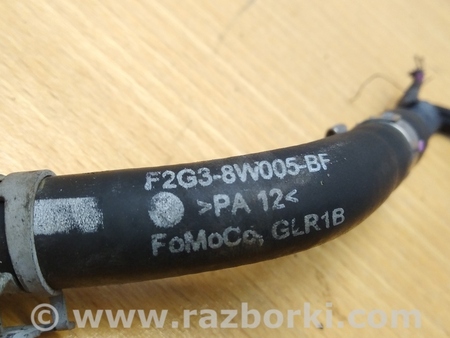 F2G3-8W005-BF
>PA 12<
FoMoCo, GLR1B
© www.razborki.com